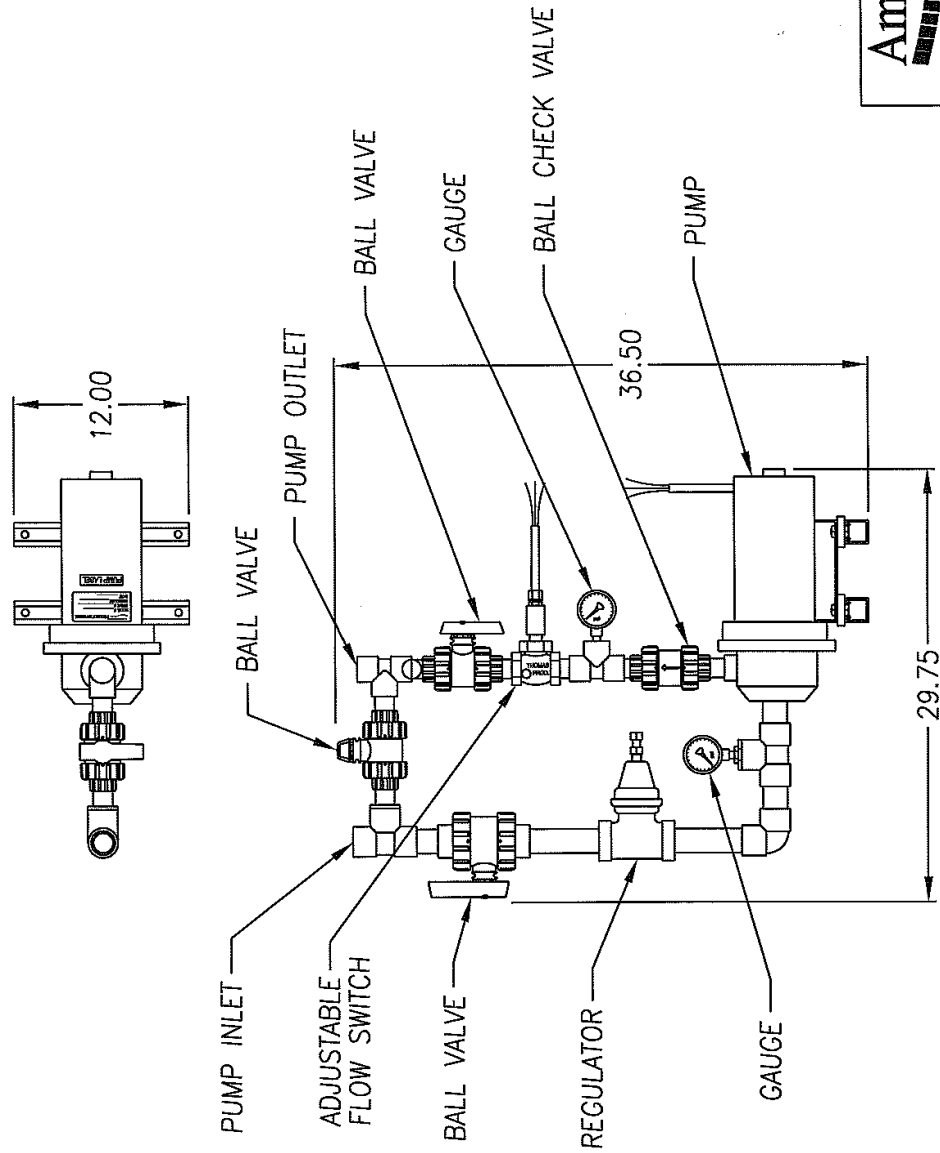 12.00
PUMP LABEL
BALL VALVE
PUMP OUTLET
BALL VALVE
GAUGE
BALL CHECK VALVE
36.50
PUMP
29.75
PUMP INLET
ADJUSTABLE
FLOW SWITCH
BALL VALVE
REGULATOR
GAUGE
THOMAS
Am